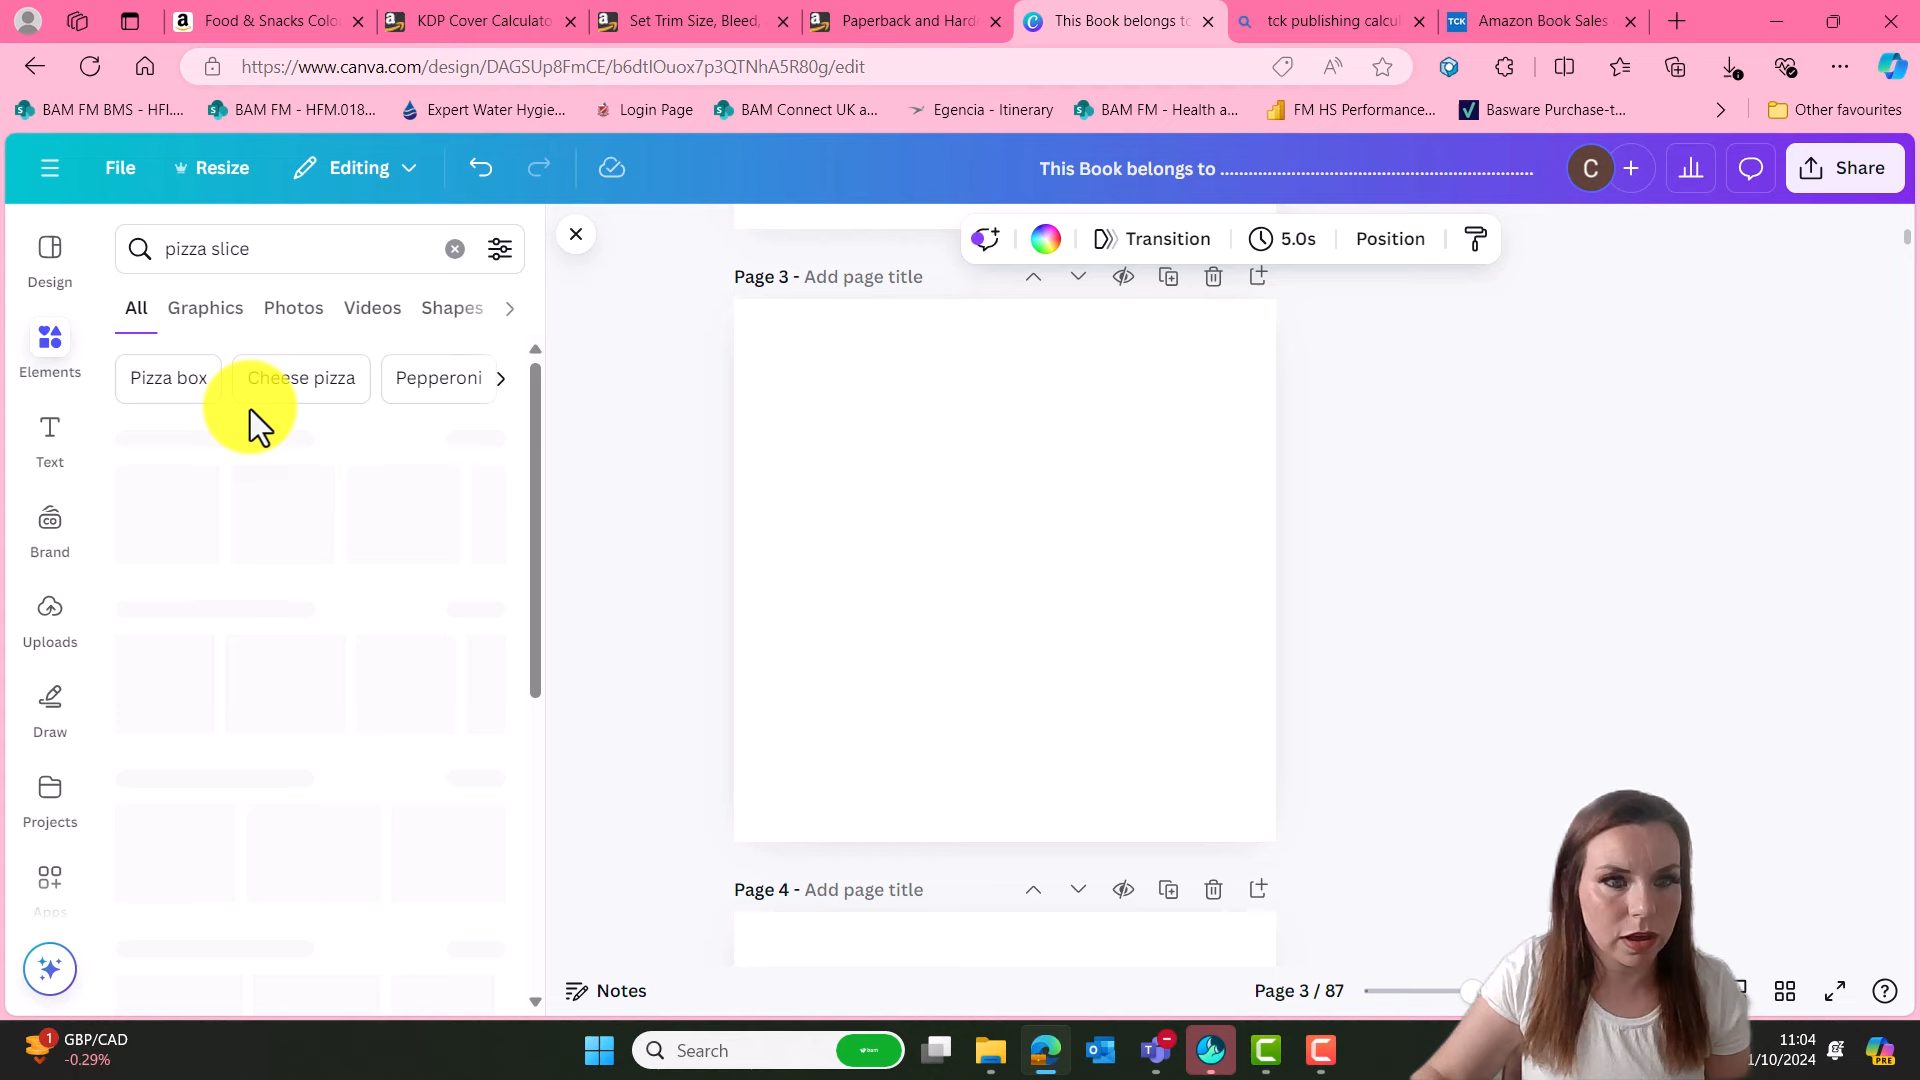 Food & Snacks Colo
KDP Cover Calculato
Set Trim Size, Bleed,
Paperback and Hard
This Book belongs to
tck publishing calcul
TCK
Amazon Book Sales
https://www.canva.com/design/DAGSUp8FmCE/b6dtIOuox7p3QTNhA5R80g/edit
BAM FM BMS - HFI....
BAM FM - HFM.018...
Expert Water Hygie...
Login Page
BAM Connect UK a...
Egencia - Itinerary
BAM FM - Health a...
FM HS Performance...
Basware Purchase-t...
Other favourites
File
Resize
Editing
This Book belongs to ................................................................
C
Share
pizza slice
Transition
5.0s
Position
Design
All
Graphics
Photos
Videos
Shapes
Page 3 - Add page title
Elements
Pizza box
Cheese pizza
Pepperoni
Text
Brand
Uploads
Draw
Projects
Apps
Page 4 - Add page title
Notes
Page 3 / 87
1
GBP/CAD
-0.29%
Search
bam
11:04
1/10/2024
PRE